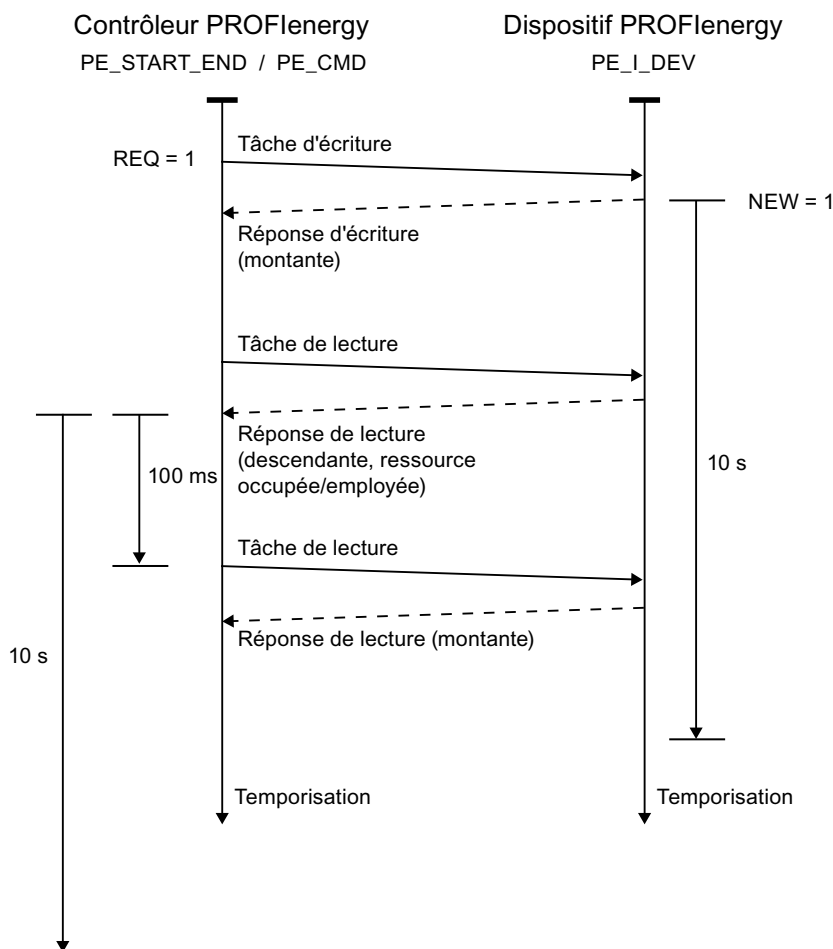 Contrôleur PROFIenergy
Dispositif PROFIenergy
PE_START_END / PE_CMD
PE_I_DEV
Tâche d'écriture
REQ = 1
NEW = 1
Réponse d'écriture
(montante)
Tâche de lecture
Réponse de lecture
(descendante, ressource
occupée/employée)
100 ms
10 s
Tâche de lecture
Réponse de lecture (montante)
10 s
Temporisation
Temporisation